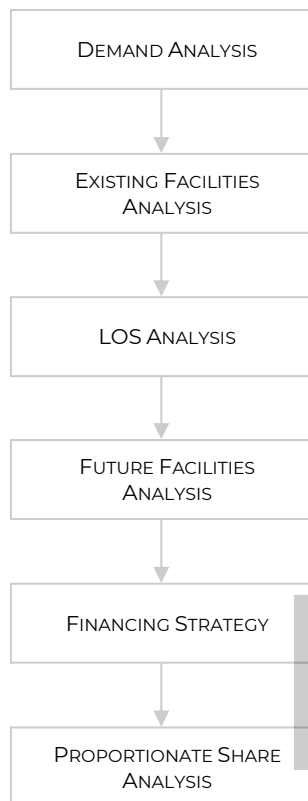 DEMAND ANALYSIS
EXISTING FACILITIES
ANALYSIS
LOS ANALYSIS
FUTURE FACILITIES
ANALYSIS
FINANCING STRATEGY
PROPORTIONATE SHARE
ANALYSIS